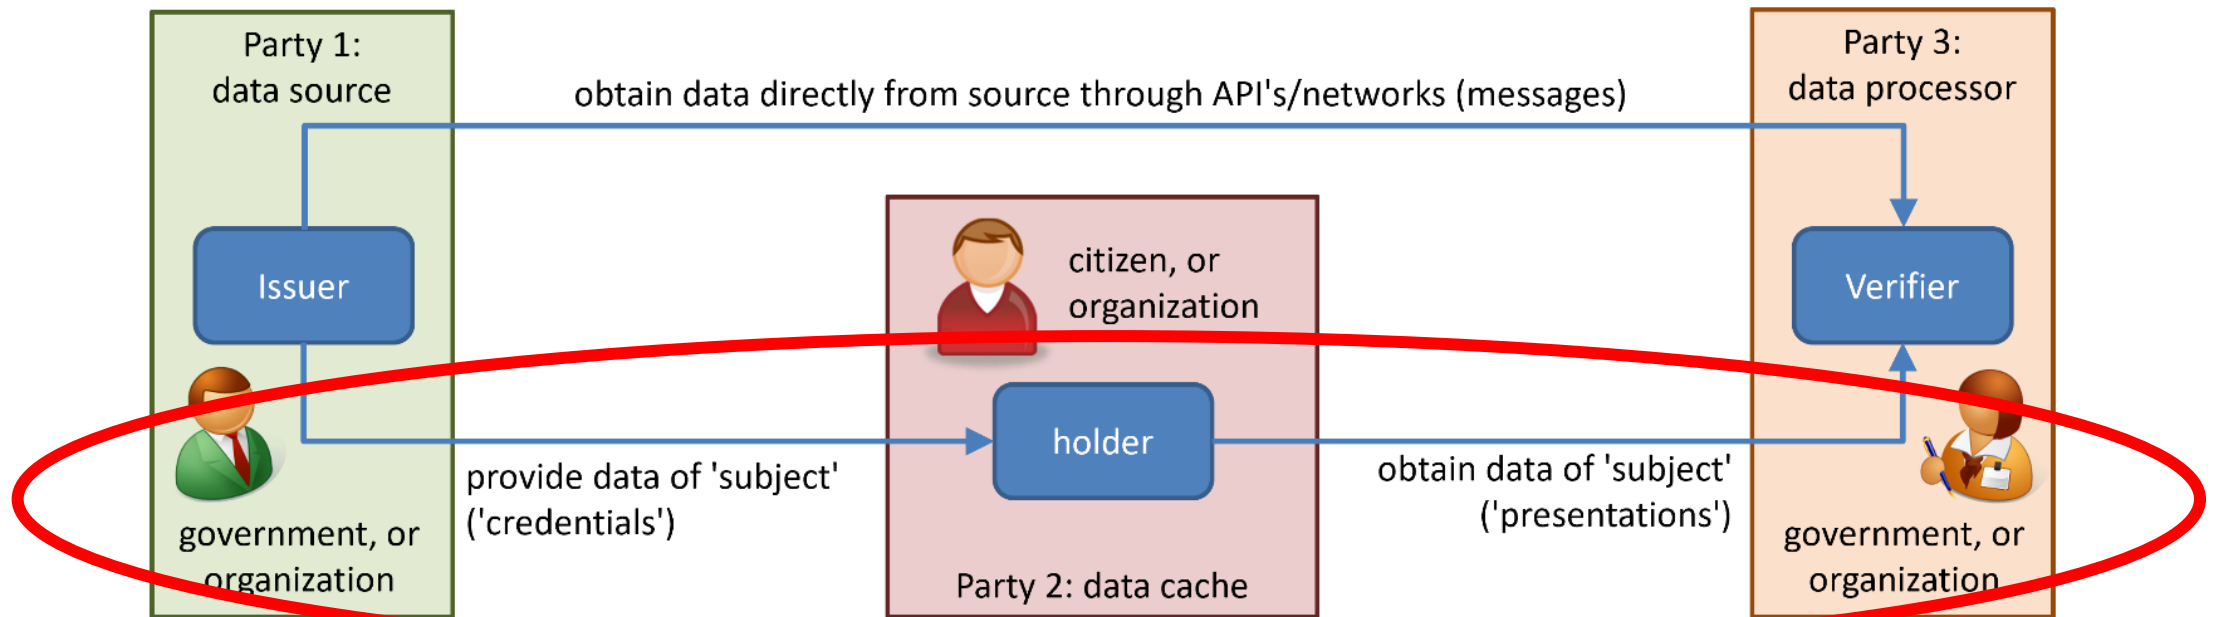 Party 1:
data source
obtain data directly from source through API's/networks (messages)
Party 3:
data processor
Issuer
citizen, or
organization
Verifier
holder
provide data of 'subject'
('credentials')
obtain data of 'subject'
('presentations')
government, or
organization
Party 2: data cache
government, or
organization